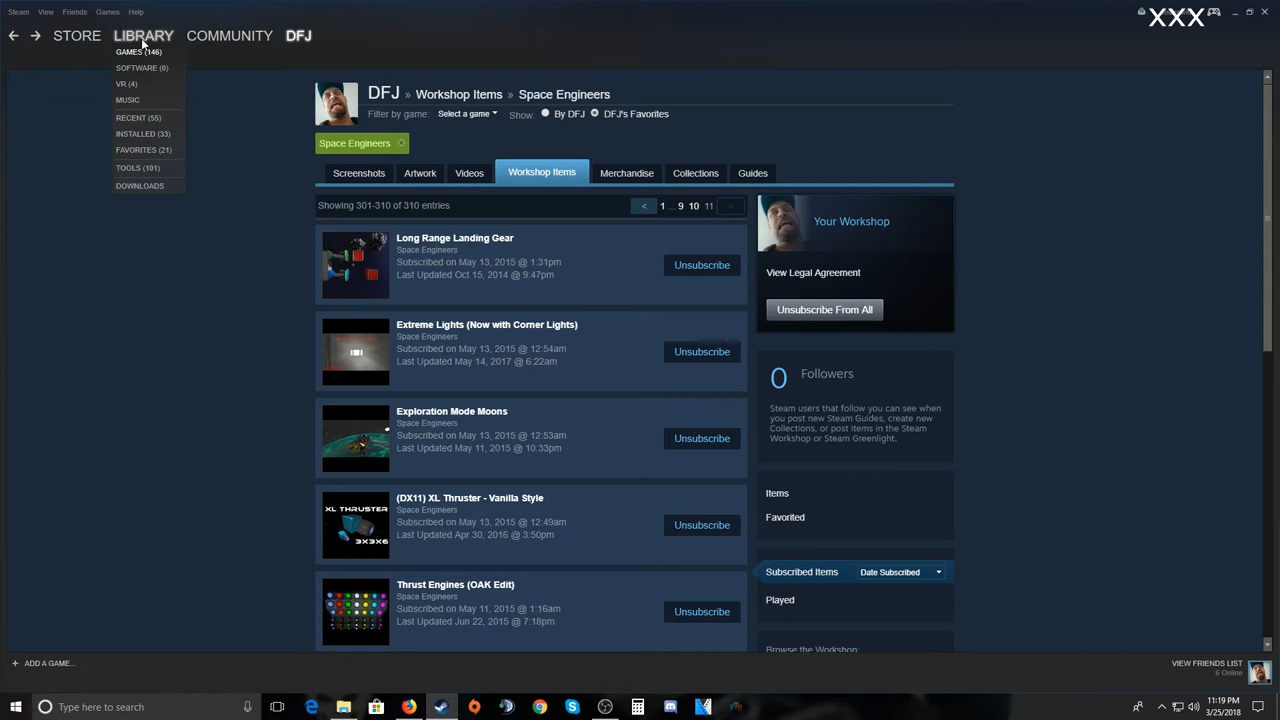 Steam View Friends Games Help
XXX
STORE LIBRARY COMMUNITY DFJ
GAMES (146)
SOFTWARE (0)
VR (4)
MUSIC
RECENT (55)
INSTALLED (33)
FAVORITES (21)
TOOLS (101)
DOWNLOADS
DFJ » Workshop Items » Space Engineers
Filter by game: Select a game Show: By DFJ DFJ's Favorites
Space Engineers
Screenshots Artwork Videos Workshop Items Merchandise Collections Guides
Showing 301-310 of 310 entries
< 1 ... 9 10 11 >
Long Range Landing Gear
Space Engineers
Subscribed on May 13, 2015 @ 1:31pm
Last Updated Oct 15, 2014 @ 9:47pm
Unsubscribe
Extreme Lights (Now with Corner Lights)
Space Engineers
Subscribed on May 13, 2015 @ 12:54am
Last Updated May 14, 2017 @ 6:22am
Unsubscribe
Exploration Mode Moons
Space Engineers
Subscribed on May 13, 2015 @ 12:53am
Last Updated May 11, 2015 @ 10:33pm
Unsubscribe
XL THRUSTER
3X3X6
(DX11) XL Thruster - Vanilla Style
Space Engineers
Subscribed on May 13, 2015 @ 12:49am
Last Updated Apr 30, 2016 @ 3:50pm
Unsubscribe
Thrust Engines (OAK Edit)
Space Engineers
Subscribed on May 11, 2015 @ 1:16am
Last Updated Jun 22, 2015 @ 7:18pm
Unsubscribe
Your Workshop
View Legal Agreement
Unsubscribe From All
0 Followers
Steam users that follow you can see when
you post new Steam Guides, create new
Collections, or post items in the Steam
Workshop or Steam Greenlight.
Items
Favorited
Subscribed Items Date Subscribed
Played
Browse the Workshop:
+ ADD A GAME...
VIEW FRIENDS LIST
6 Online
Type here to search
11:19 PM
3/25/2018